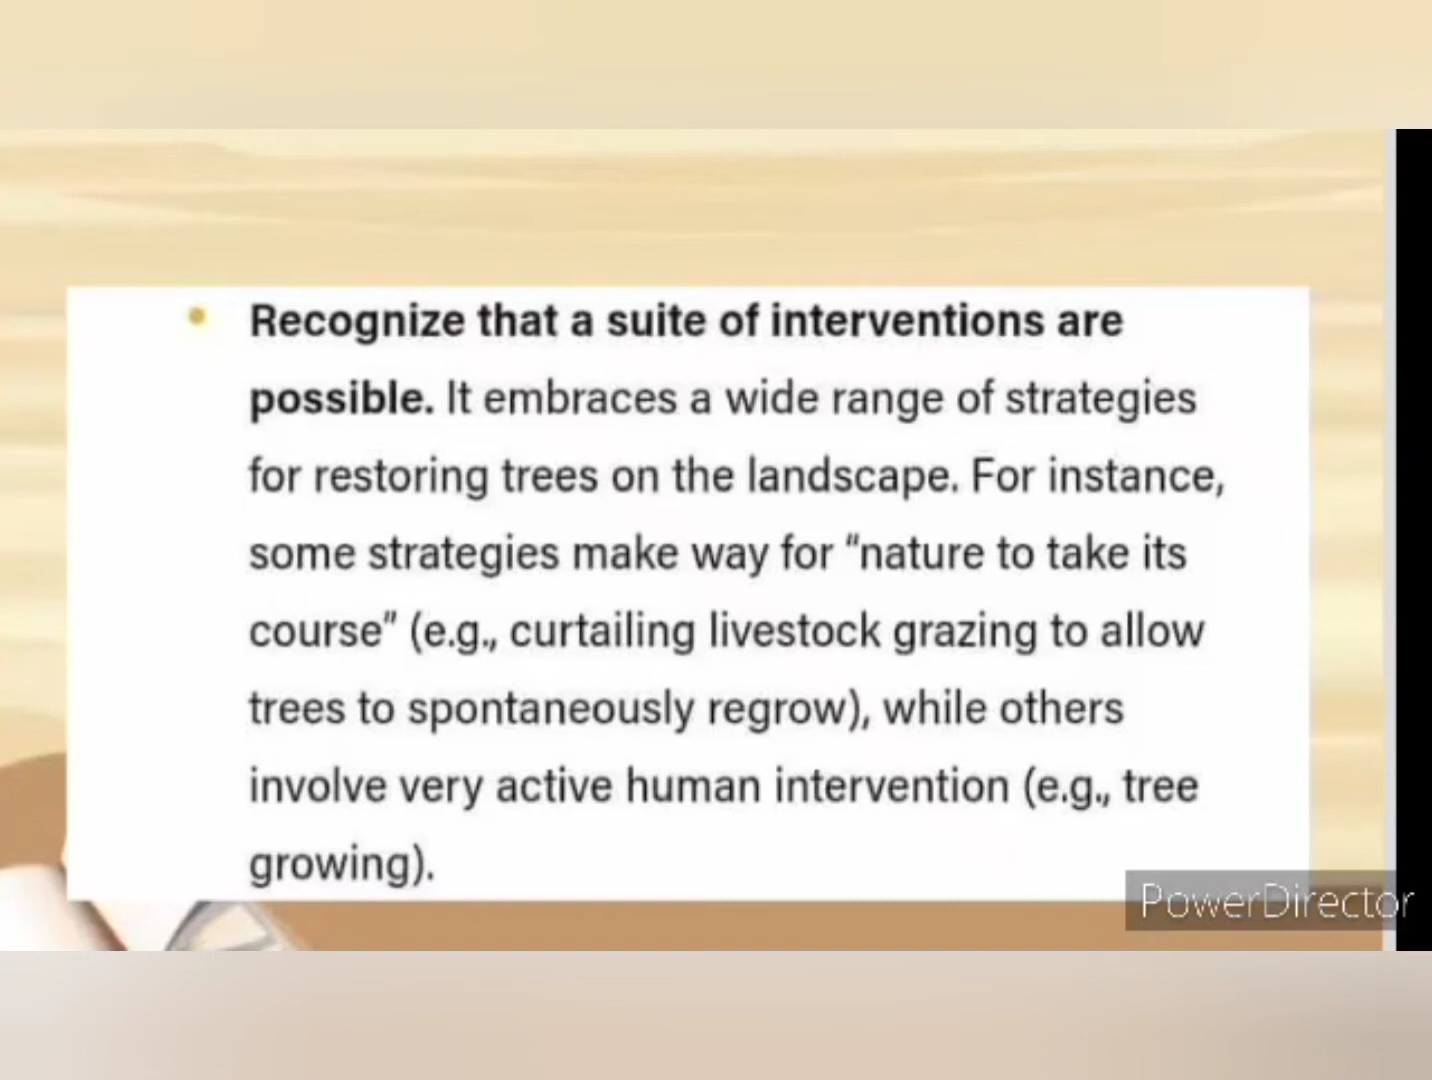 • Recognize that a suite of interventions are
possible. It embraces a wide range of strategies
for restoring trees on the landscape. For instance,
some strategies make way for “nature to take its
course” (e.g., curtailing livestock grazing to allow
trees to spontaneously regrow), while others
involve very active human intervention (e.g., tree
growing).
PowerDirector